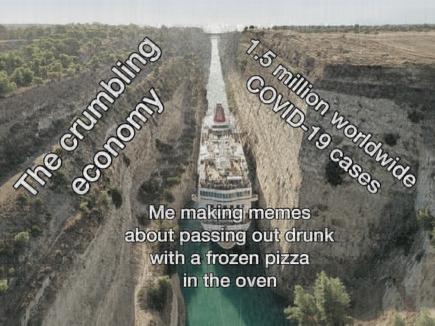 The crumbling
economy
1.5 million worldwide
COVID-19 cases
Me making memes
about passing out drunk
with a frozen pizza
in the oven